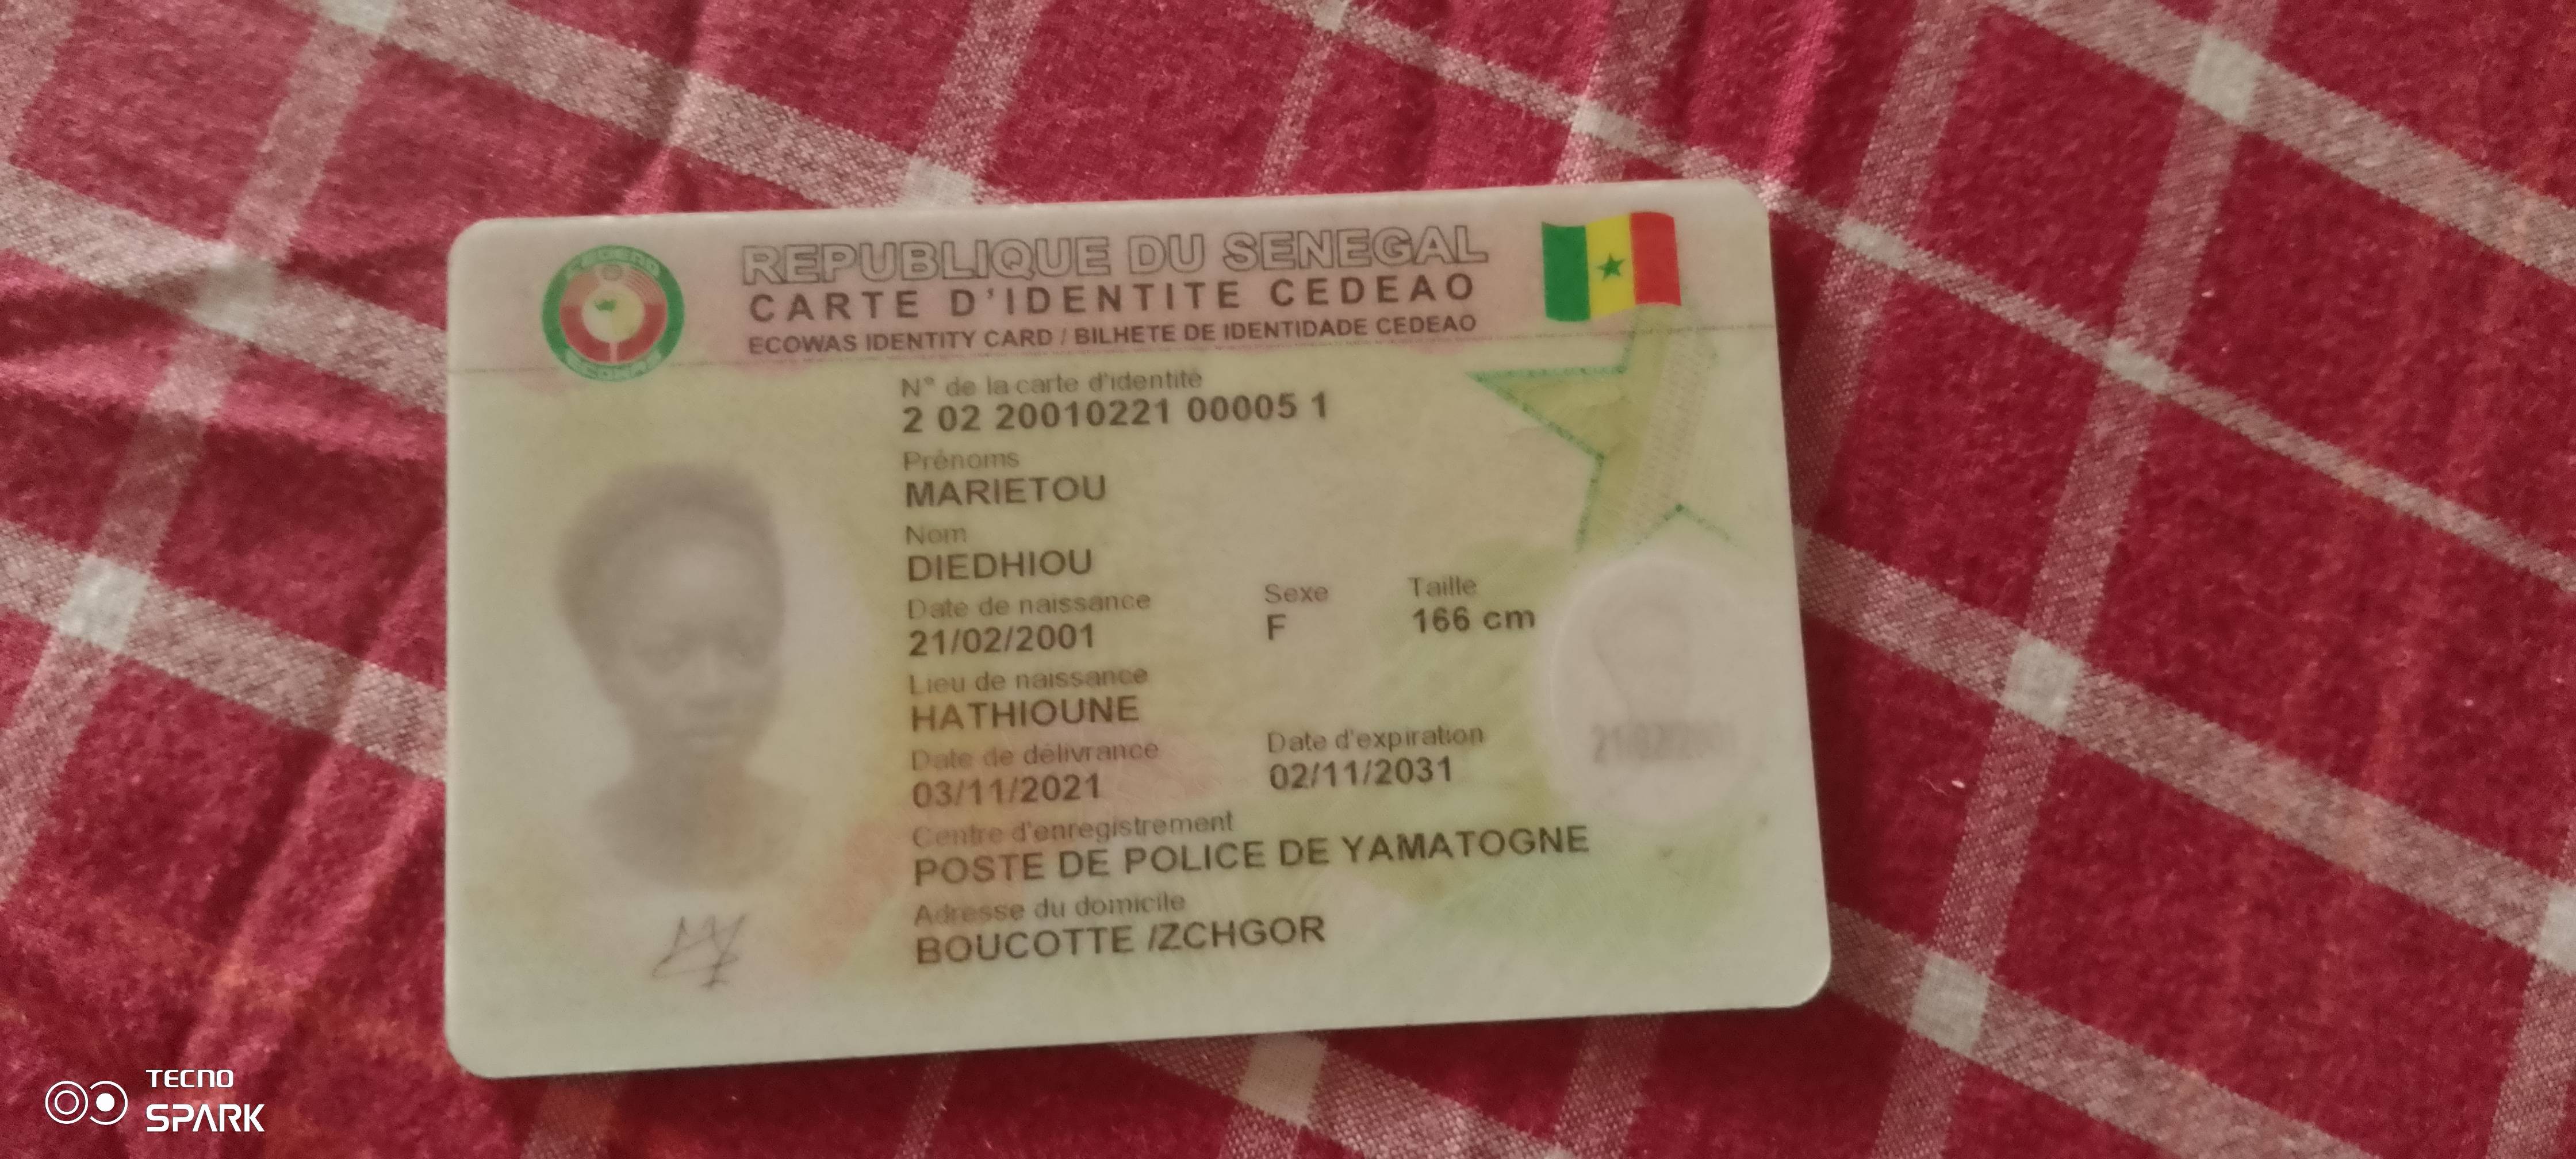 REPUBLIQUE DU SENEGAL
CARTE D'IDENTITE CEDEAO
ECOWAS IDENTITY CARD / BILHETE DE IDENTIDADE CEDEAO
N° de la carte d'identité
2 02 20010221 00005 1
Prénoms
MARIETOU
Nom
DIEDHIOU
Date de naissance Sexe Taille
21/02/2001 F 166 cm
Lieu de naissance
HATHIOUNE
Date de délivrance Date d'expiration
03/11/2021 02/11/2031
Centre d'enregistrement
POSTE DE POLICE DE YAMATOGNE
Adresse du domicile
BOUCOTTE /ZCHGOR
TECNO
SPARK